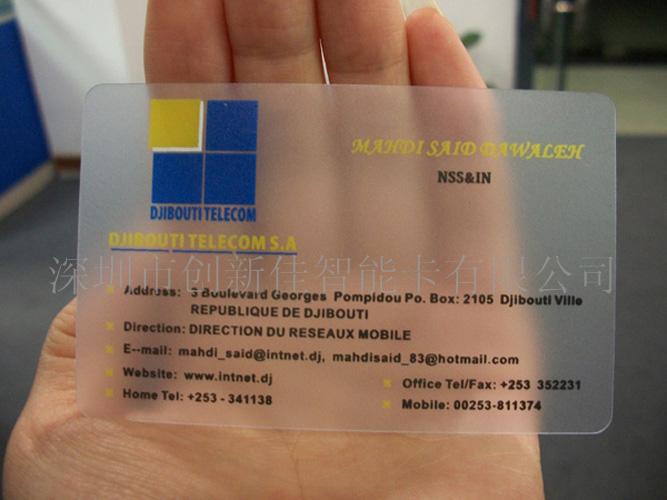 DJIBOUTI TELECOM
MAHDI SAID DAWALEH
NSS&IN
DJIBOUTI TELECOM S.A
深圳市创新佳智能卡有限公司
Address: 3 Boulevard Georges Pompidou Po. Box: 2105 Djibouti Ville
REPUBLIQUE DE DJIBOUTI
Direction: DIRECTION DU RESEAUX MOBILE
E--mail: mahdi_said@intnet.dj, mahdisaid_83@hotmail.com
Website: www.intnet.dj
Office Tel/Fax: +253 352231
Home Tel: +253 - 341138
Mobile: 00253-811374